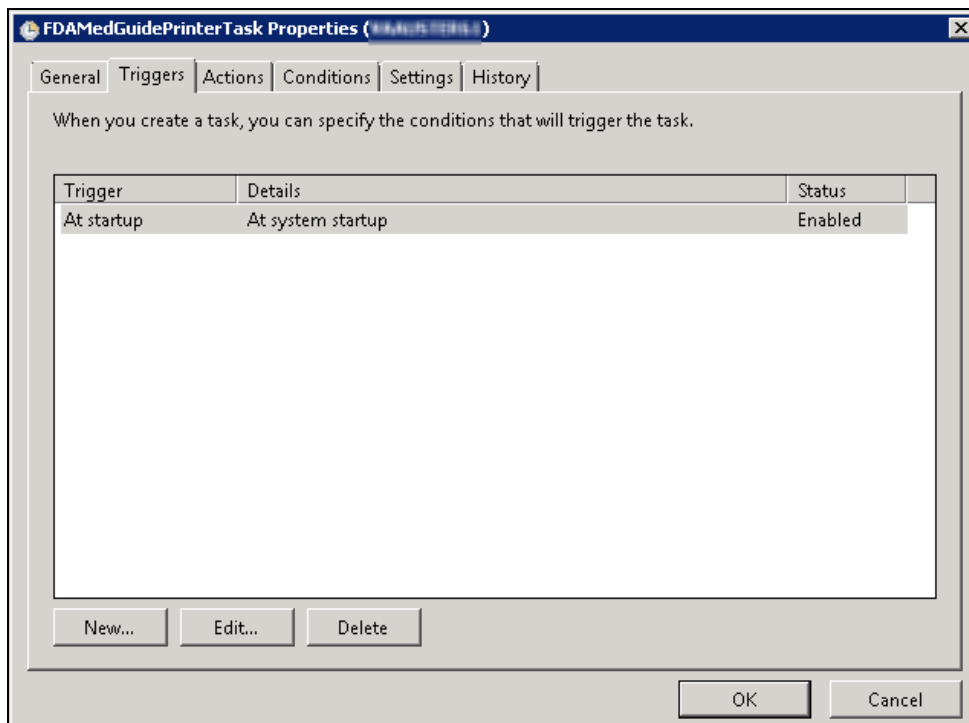 FDAMedGuidePrinterTask Properties ( )
General Triggers Actions Conditions Settings History
When you create a task, you can specify the conditions that will trigger the task.
Trigger Details Status
At startup At system startup Enabled
New... Edit... Delete
OK Cancel